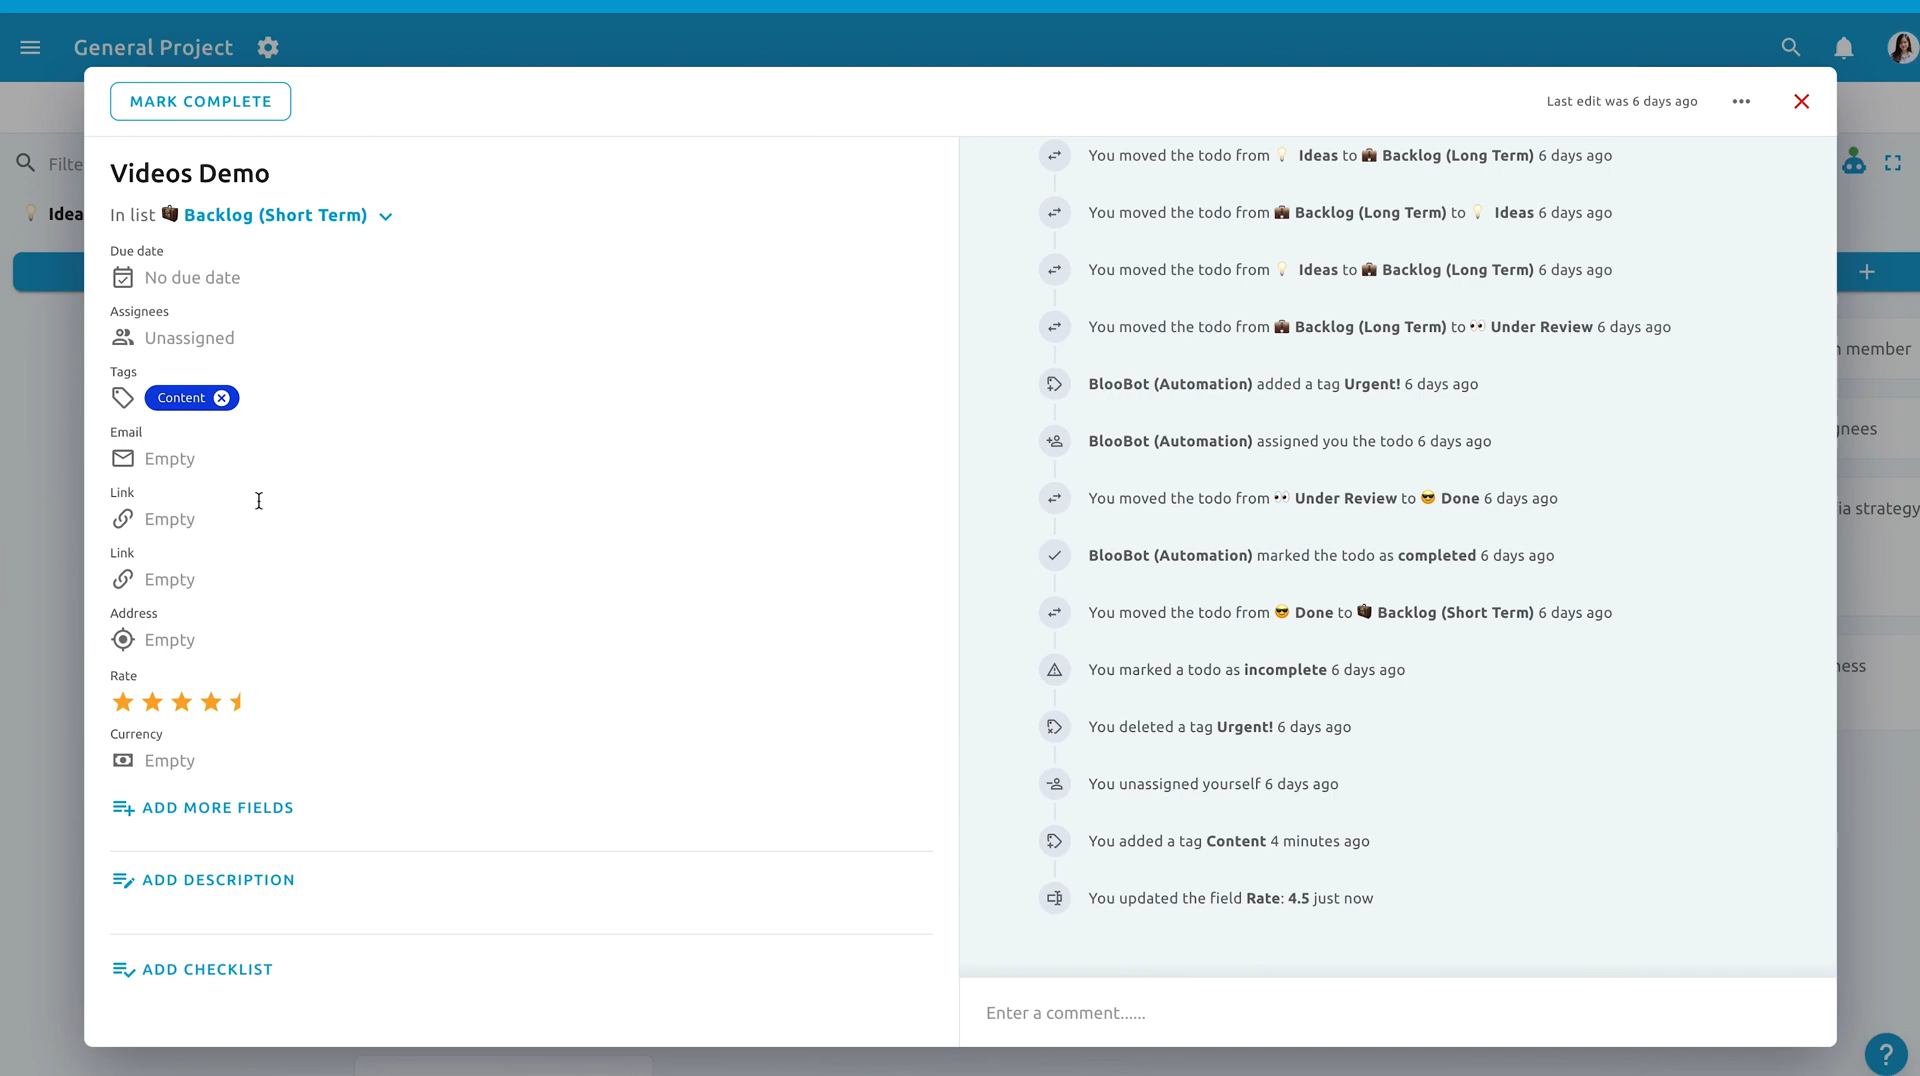 General Project
MARK COMPLETE
Last edit was 6 days ago
Filte
Idea
Videos Demo
In list Backlog (Short Term)
Due date
No due date
Assignees
Unassigned
Tags
Content
Email
Empty
Link
Empty
Link
Empty
Address
Empty
Rate
Currency
Empty
ADD MORE FIELDS
ADD DESCRIPTION
ADD CHECKLIST
You moved the todo from 💡 Ideas to 💼 Backlog (Long Term) 6 days ago
You moved the todo from 💼 Backlog (Long Term) to 💡 Ideas 6 days ago
You moved the todo from 💡 Ideas to 💼 Backlog (Long Term) 6 days ago
You moved the todo from 💼 Backlog (Long Term) to 👀 Under Review 6 days ago
BlooBot (Automation) added a tag Urgent! 6 days ago
BlooBot (Automation) assigned you the todo 6 days ago
You moved the todo from 👀 Under Review to 😎 Done 6 days ago
BlooBot (Automation) marked the todo as completed 6 days ago
You moved the todo from 😎 Done to Backlog (Short Term) 6 days ago
You marked a todo as incomplete 6 days ago
You deleted a tag Urgent! 6 days ago
You unassigned yourself 6 days ago
You added a tag Content 4 minutes ago
You updated the field Rate: 4.5 just now
Enter a comment......
member
gnees
ia strategy
ness
?